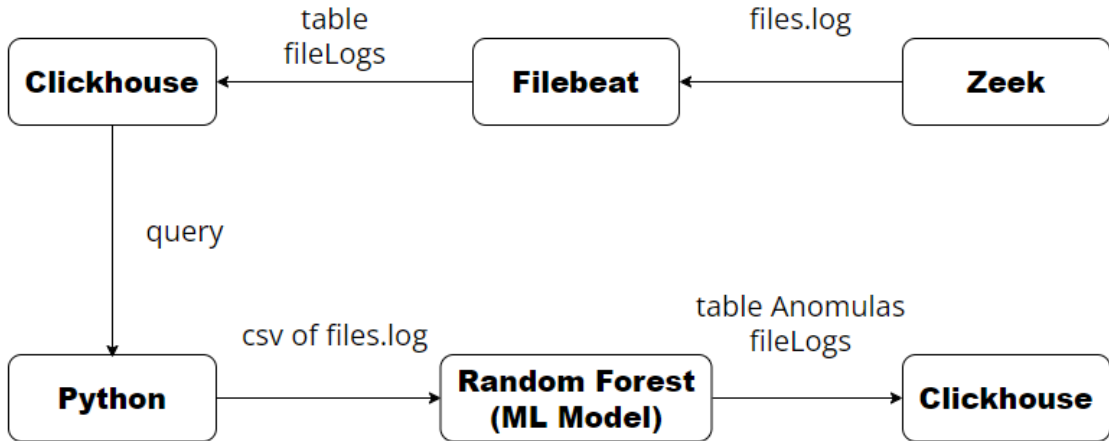 table
fileLogs
files.log
Clickhouse
Filebeat
Zeek
query
csv of files.log
table Anomulas
fileLogs
Python
Random Forest
(ML Model)
Clickhouse